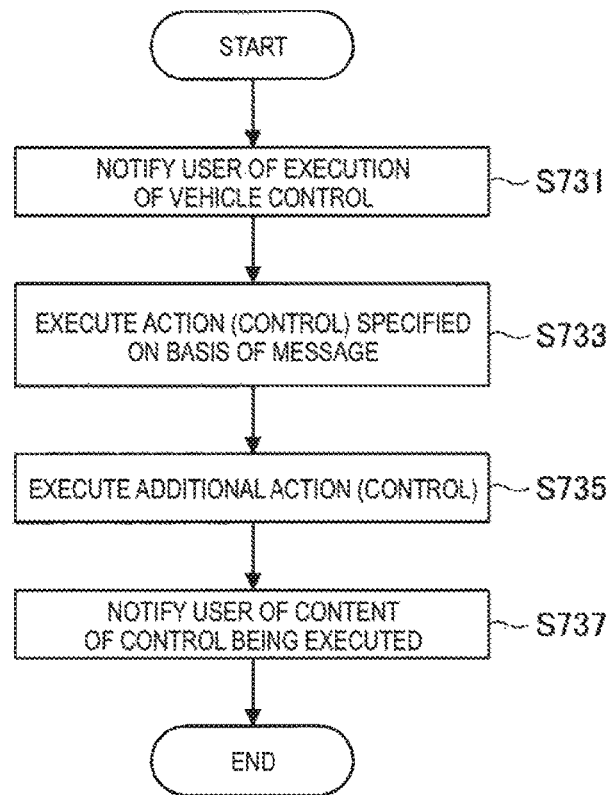 START
NOTIFY USER OF EXECUTION
OF VEHICLE CONTROL
S731
EXECUTE ACTION (CONTROL) SPECIFIED
ON BASIS OF MESSAGE
S733
EXECUTE ADDITIONAL ACTION (CONTROL)
S735
NOTIFY USER OF CONTENT
OF CONTROL BEING EXECUTED
S737
END